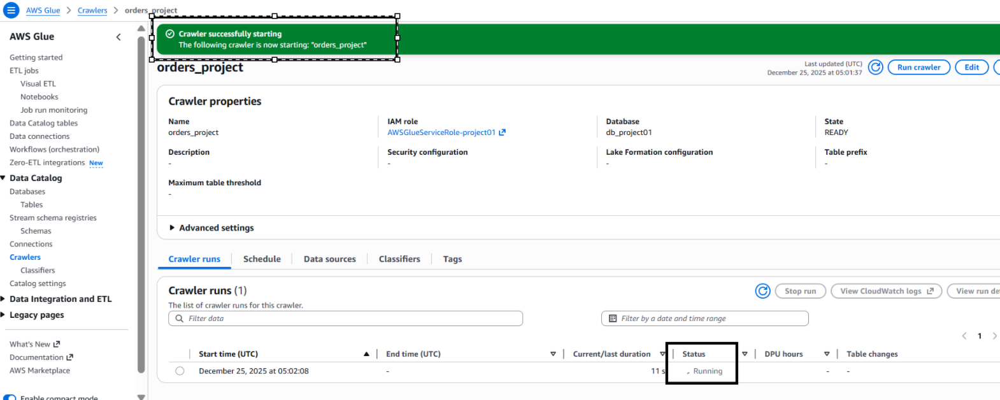 AWS Glue > Crawlers > orders_project
AWS Glue
Getting started
ETL jobs
Visual ETL
Notebooks
Job run monitoring
Data Catalog tables
Data connections
Workflows (orchestration)
Zero-ETL integrations New
Data Catalog
Databases
Tables
Stream schema registries
Schemas
Connections
Crawlers
Classifiers
Catalog settings
Data Integration and ETL
Legacy pages
What's New
Documentation
AWS Marketplace
Enable compact mode
Crawler successfully starting
The following crawler is now starting: "orders_project"
orders_project
Last updated (UTC)
December 25, 2025 at 05:01:37
Run crawler
Edit
Crawler properties
Name
orders_project
IAM role
AWSGlueServiceRole-project01
Database
db_project01
State
READY
Description
-
Security configuration
-
Lake Formation configuration
-
Table prefix
-
Maximum table threshold
-
Advanced settings
Crawler runs
Schedule
Data sources
Classifiers
Tags
Crawler runs (1)
Stop run
View CloudWatch logs
View run det
The list of crawler runs for this crawler.
Filter data
Filter by a date and time range
< 1 >
Start time (UTC) End time (UTC) Current/last duration Status DPU hours Table changes
December 25, 2025 at 05:02:08 - 11 s Running - -